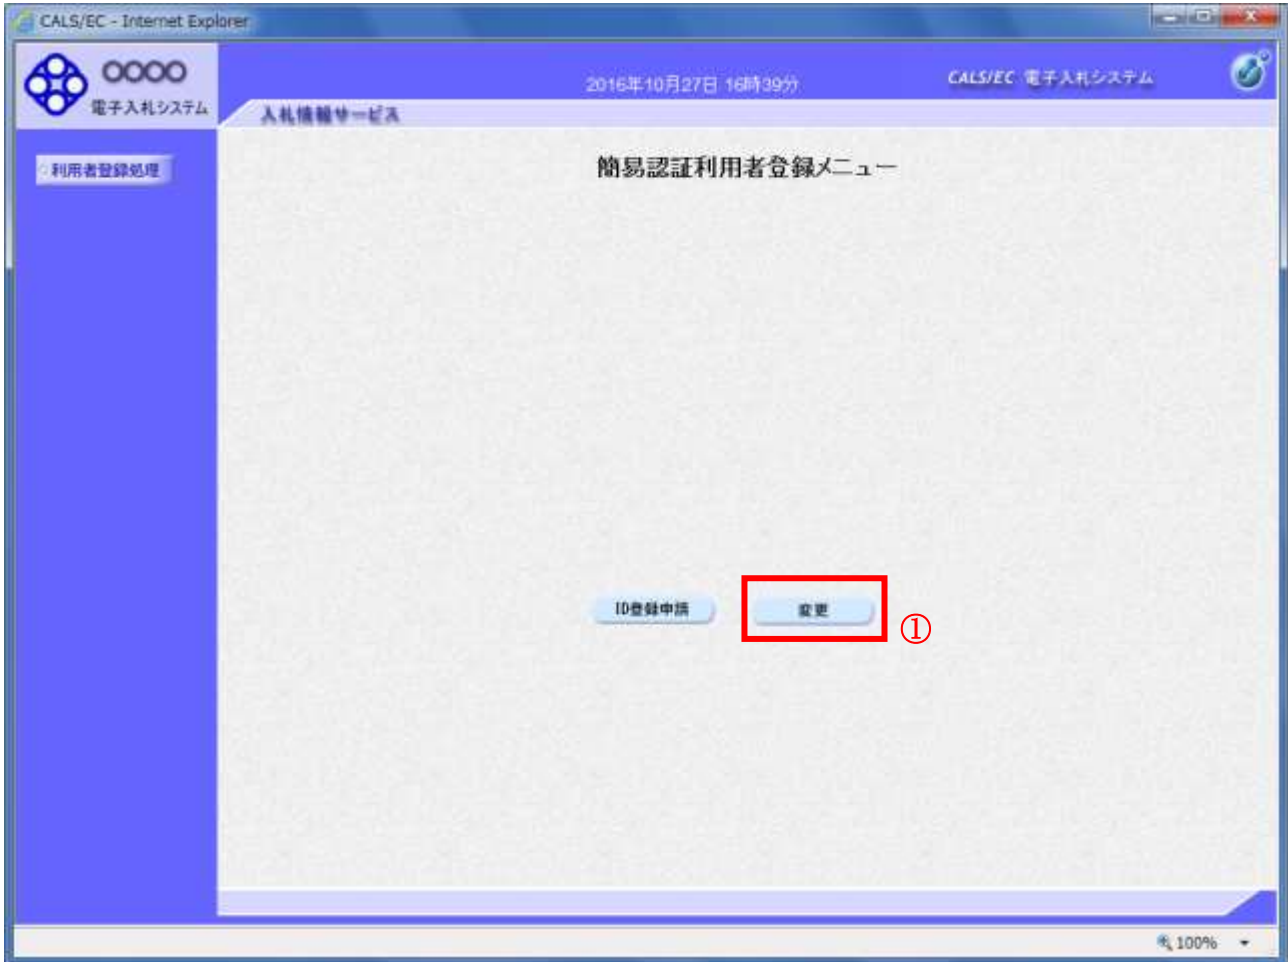 CALS/EC - Internet Explorer
○○○○
電子入札システム
2016年10月27日 16時39分
CALS/EC 電子入札システム
入札情報サービス
利用者登録処理
簡易認証利用者登録メニュー
ID登録申請
変更
①
100%